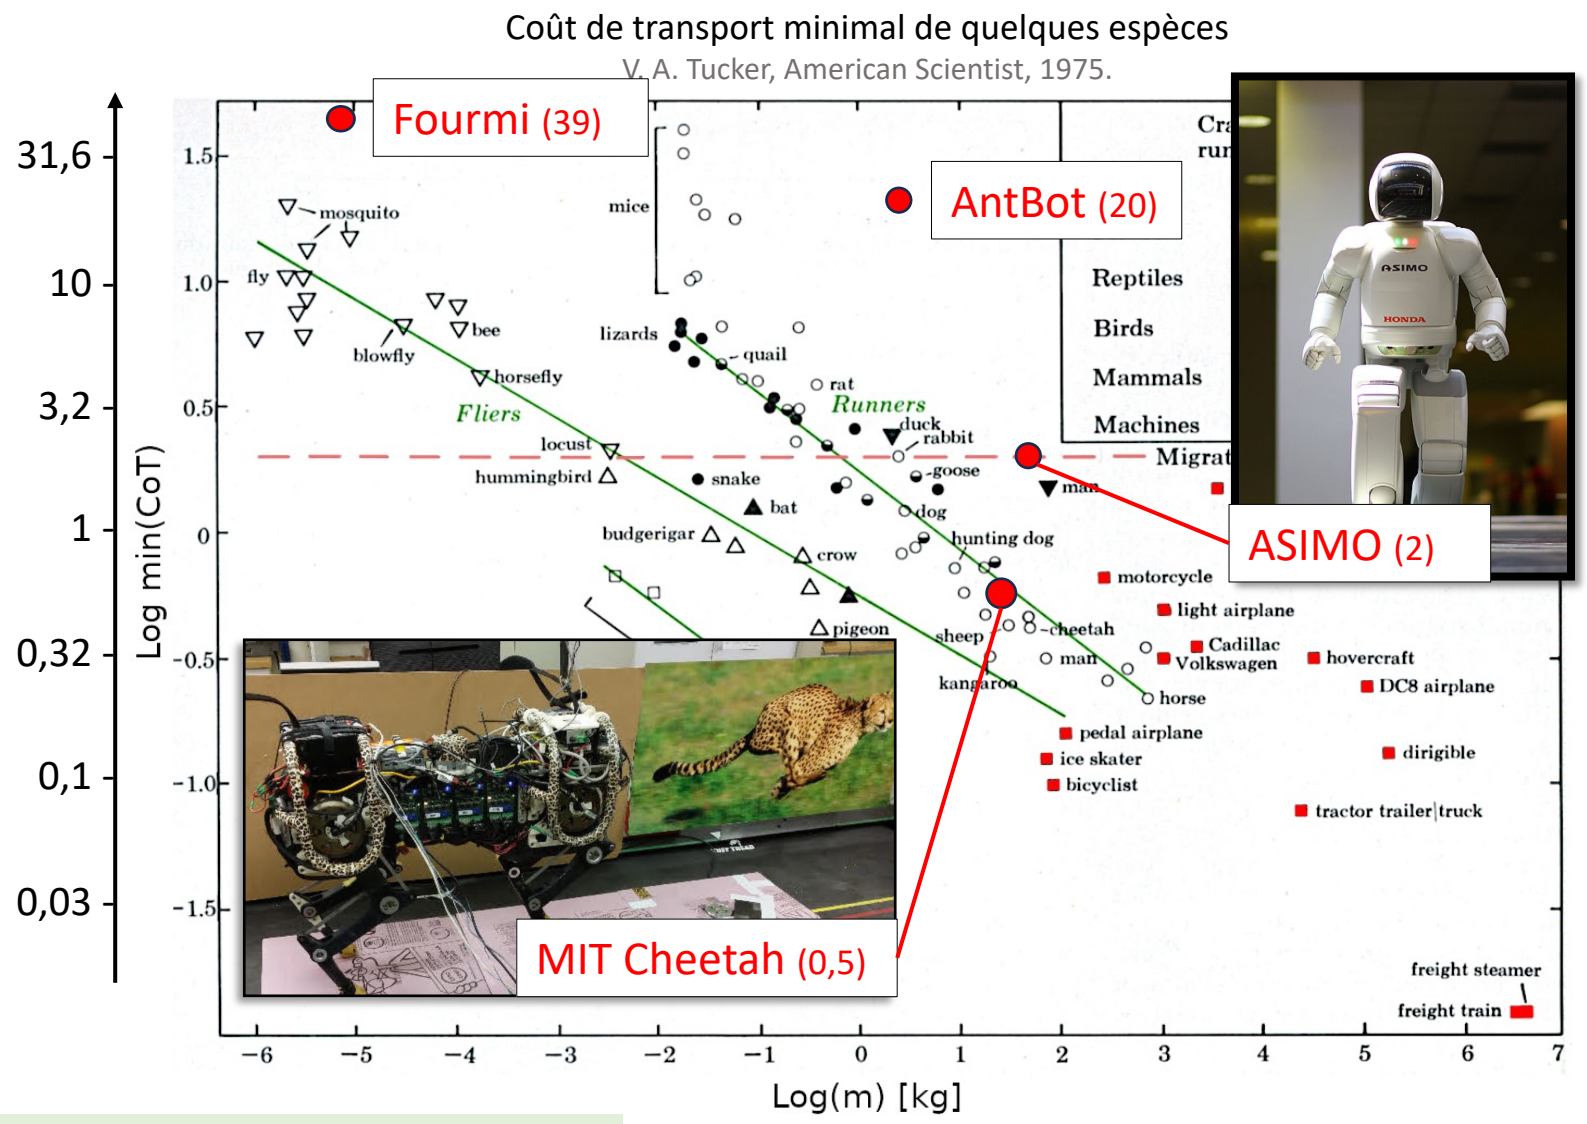 Coût de transport minimal de quelques espèces
V. A. Tucker, American Scientist, 1975.
Fourmi (39)
AntBot (20)
ASIMO (2)
MIT Cheetah (0,5)
31,6
10
3,2
1
0,32
0,1
0,03
Log min(CoT)
1.5
1.0
0.5
0
-0.5
-1.0
-1.5
mosquito
fly
blowfly
bee
horsefly
Fliers
locust
hummingbird
budgerigar
bat
crow
pigeon
mice
lizards
quail
rat
Runners
duck
rabbit
goose
snake
man
dog
hunting dog
sheep
cheetah
man
kangaroo
horse
Reptiles
Birds
Mammals
Machines
ASIMO
HONDA
motorcycle
light airplane
Cadillac
Volkswagen
hovercraft
DC8 airplane
pedal airplane
ice skater
bicyclist
dirigible
tractor trailer|truck
freight steamer
freight train
-6 -5 -4 -3 -2 -1 0 1 2 3 4 5 6 7
Log(m) [kg]